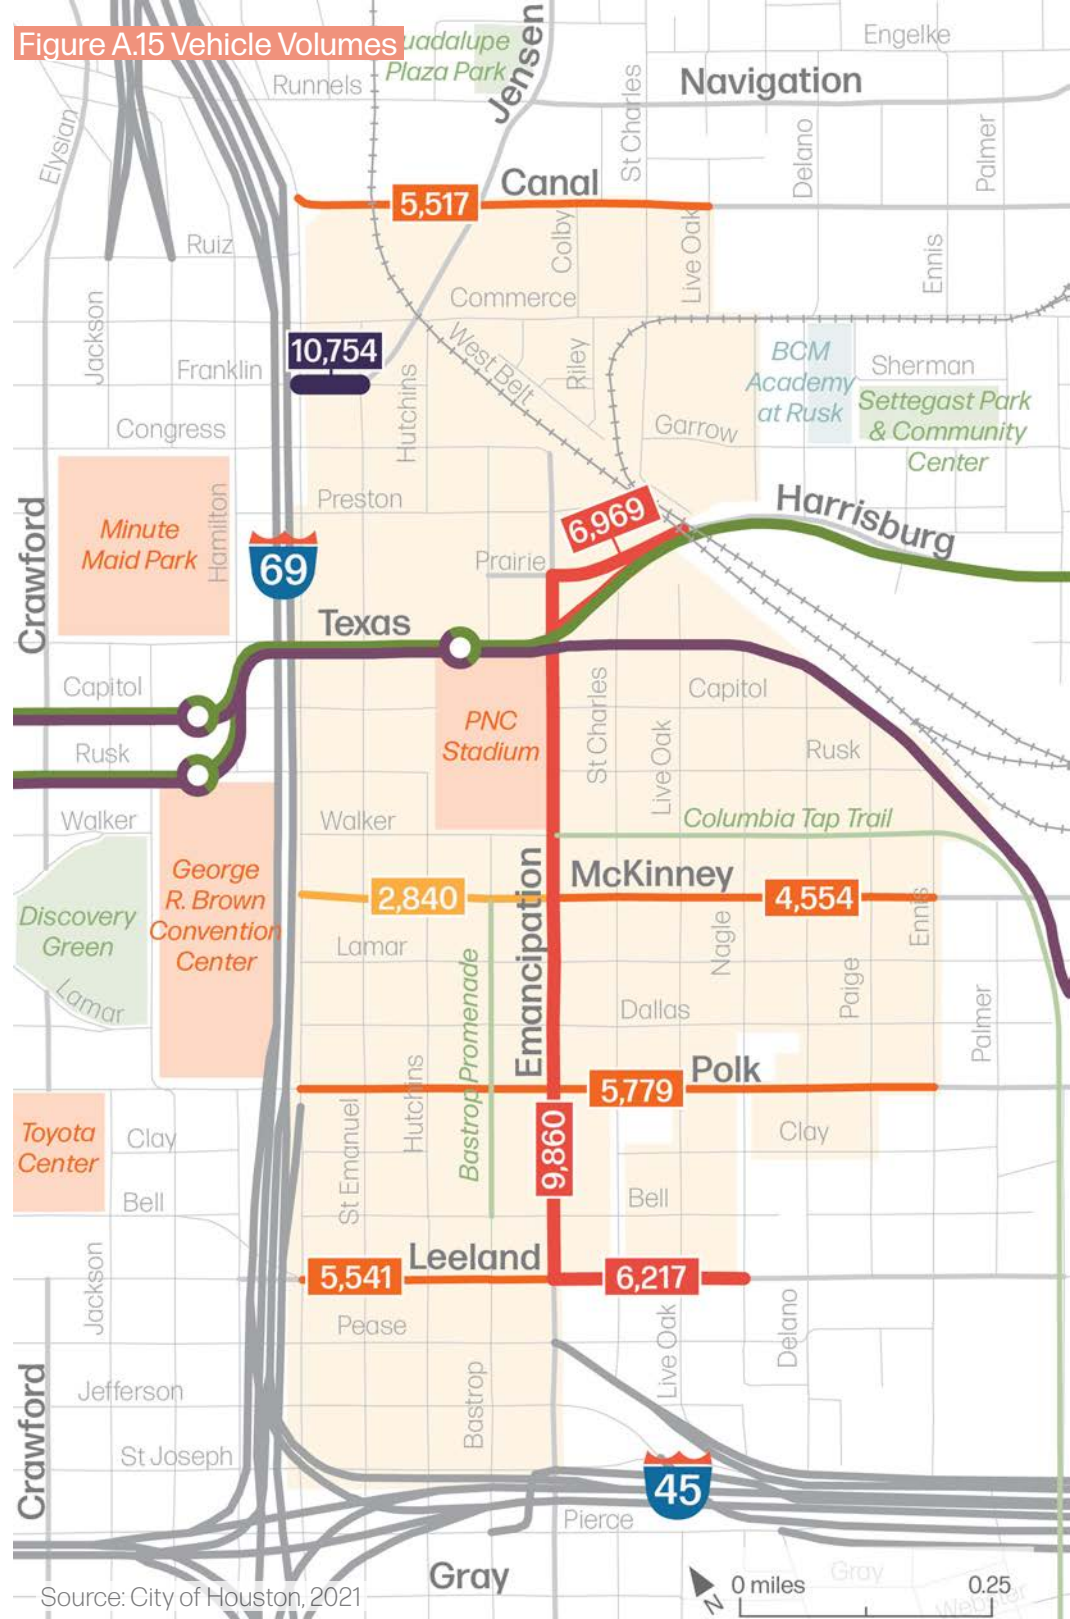 Figure A.15 Vehicle Volumes
uadalupe
Plaza Park
Jensen
Engelke
Runnels
Navigation
St Charles
Elysian
Delano
Palmer
Canal
5,517
Ruiz
Colby
Live Oak
Ennis
Commerce
Jackson
10,754
Franklin
West Belt
Riley
BCM
Academy
at Rusk
Sherman
Settegast Park
& Community
Center
Hutchins
Congress
Garrow
Crawford
Minute
Maid Park
Hamilton
Preston
6,969
Harrisburg
69
Prairie
Texas
Capitol
PNC
Stadium
St Charles
Capitol
Live Oak
Rusk
Rusk
Walker
Walker
Columbia Tap Trail
George
R. Brown
Convention
Center
Discovery
Green
Lamar
2,840
Emancipation
McKinney
4,554
Ennis
Lamar
Nagle
Bastrop Promenade
Dallas
Paige
Palmer
Polk
5,779
Toyota
Center
Clay
Hutchins
St Emanuel
9,860
Clay
Bell
Bell
Leeland
5,541
6,217
Jackson
Pease
Live Oak
Delano
Crawford
Jefferson
Bastrop
St Joseph
45
Pierce
Gray
Gray
Webster
N
0 miles
0.25
Source: City of Houston, 2021